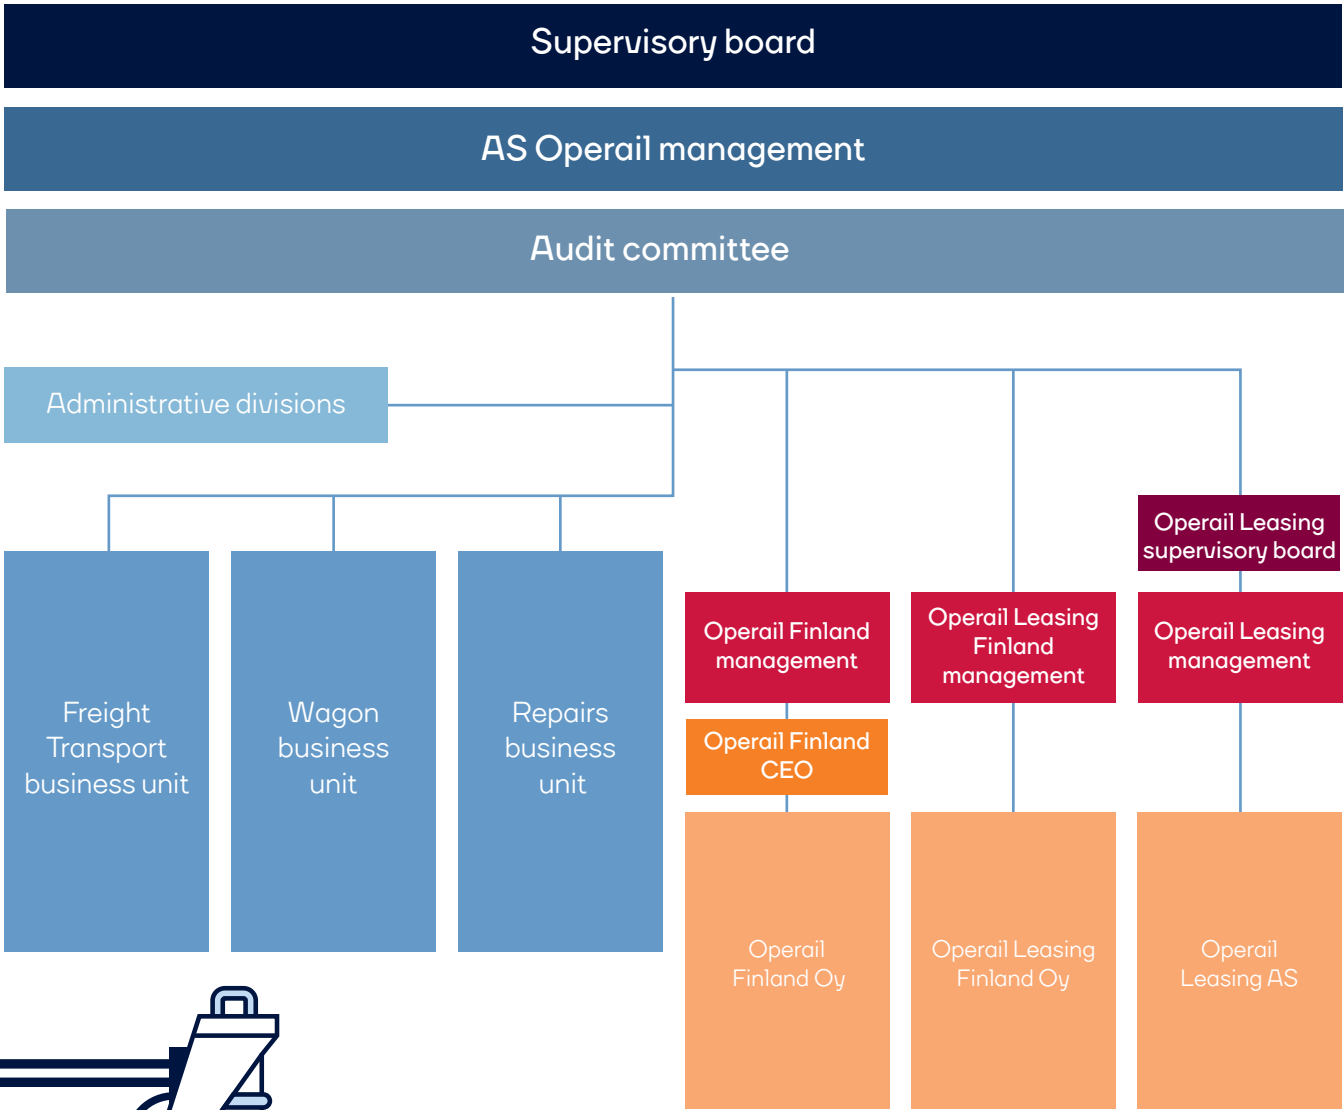 Supervisory board
AS Operail management
Audit committee
Administrative divisions
Freight
Transport
business unit
Wagon
business
unit
Repairs
business
unit
Operail Finland
management
Operail Finland
CEO
Operail
Finland Oy
Operail Leasing
Finland
management
Operail Leasing
Finland Oy
Operail Leasing
supervisory board
Operail Leasing
management
Operail
Leasing AS